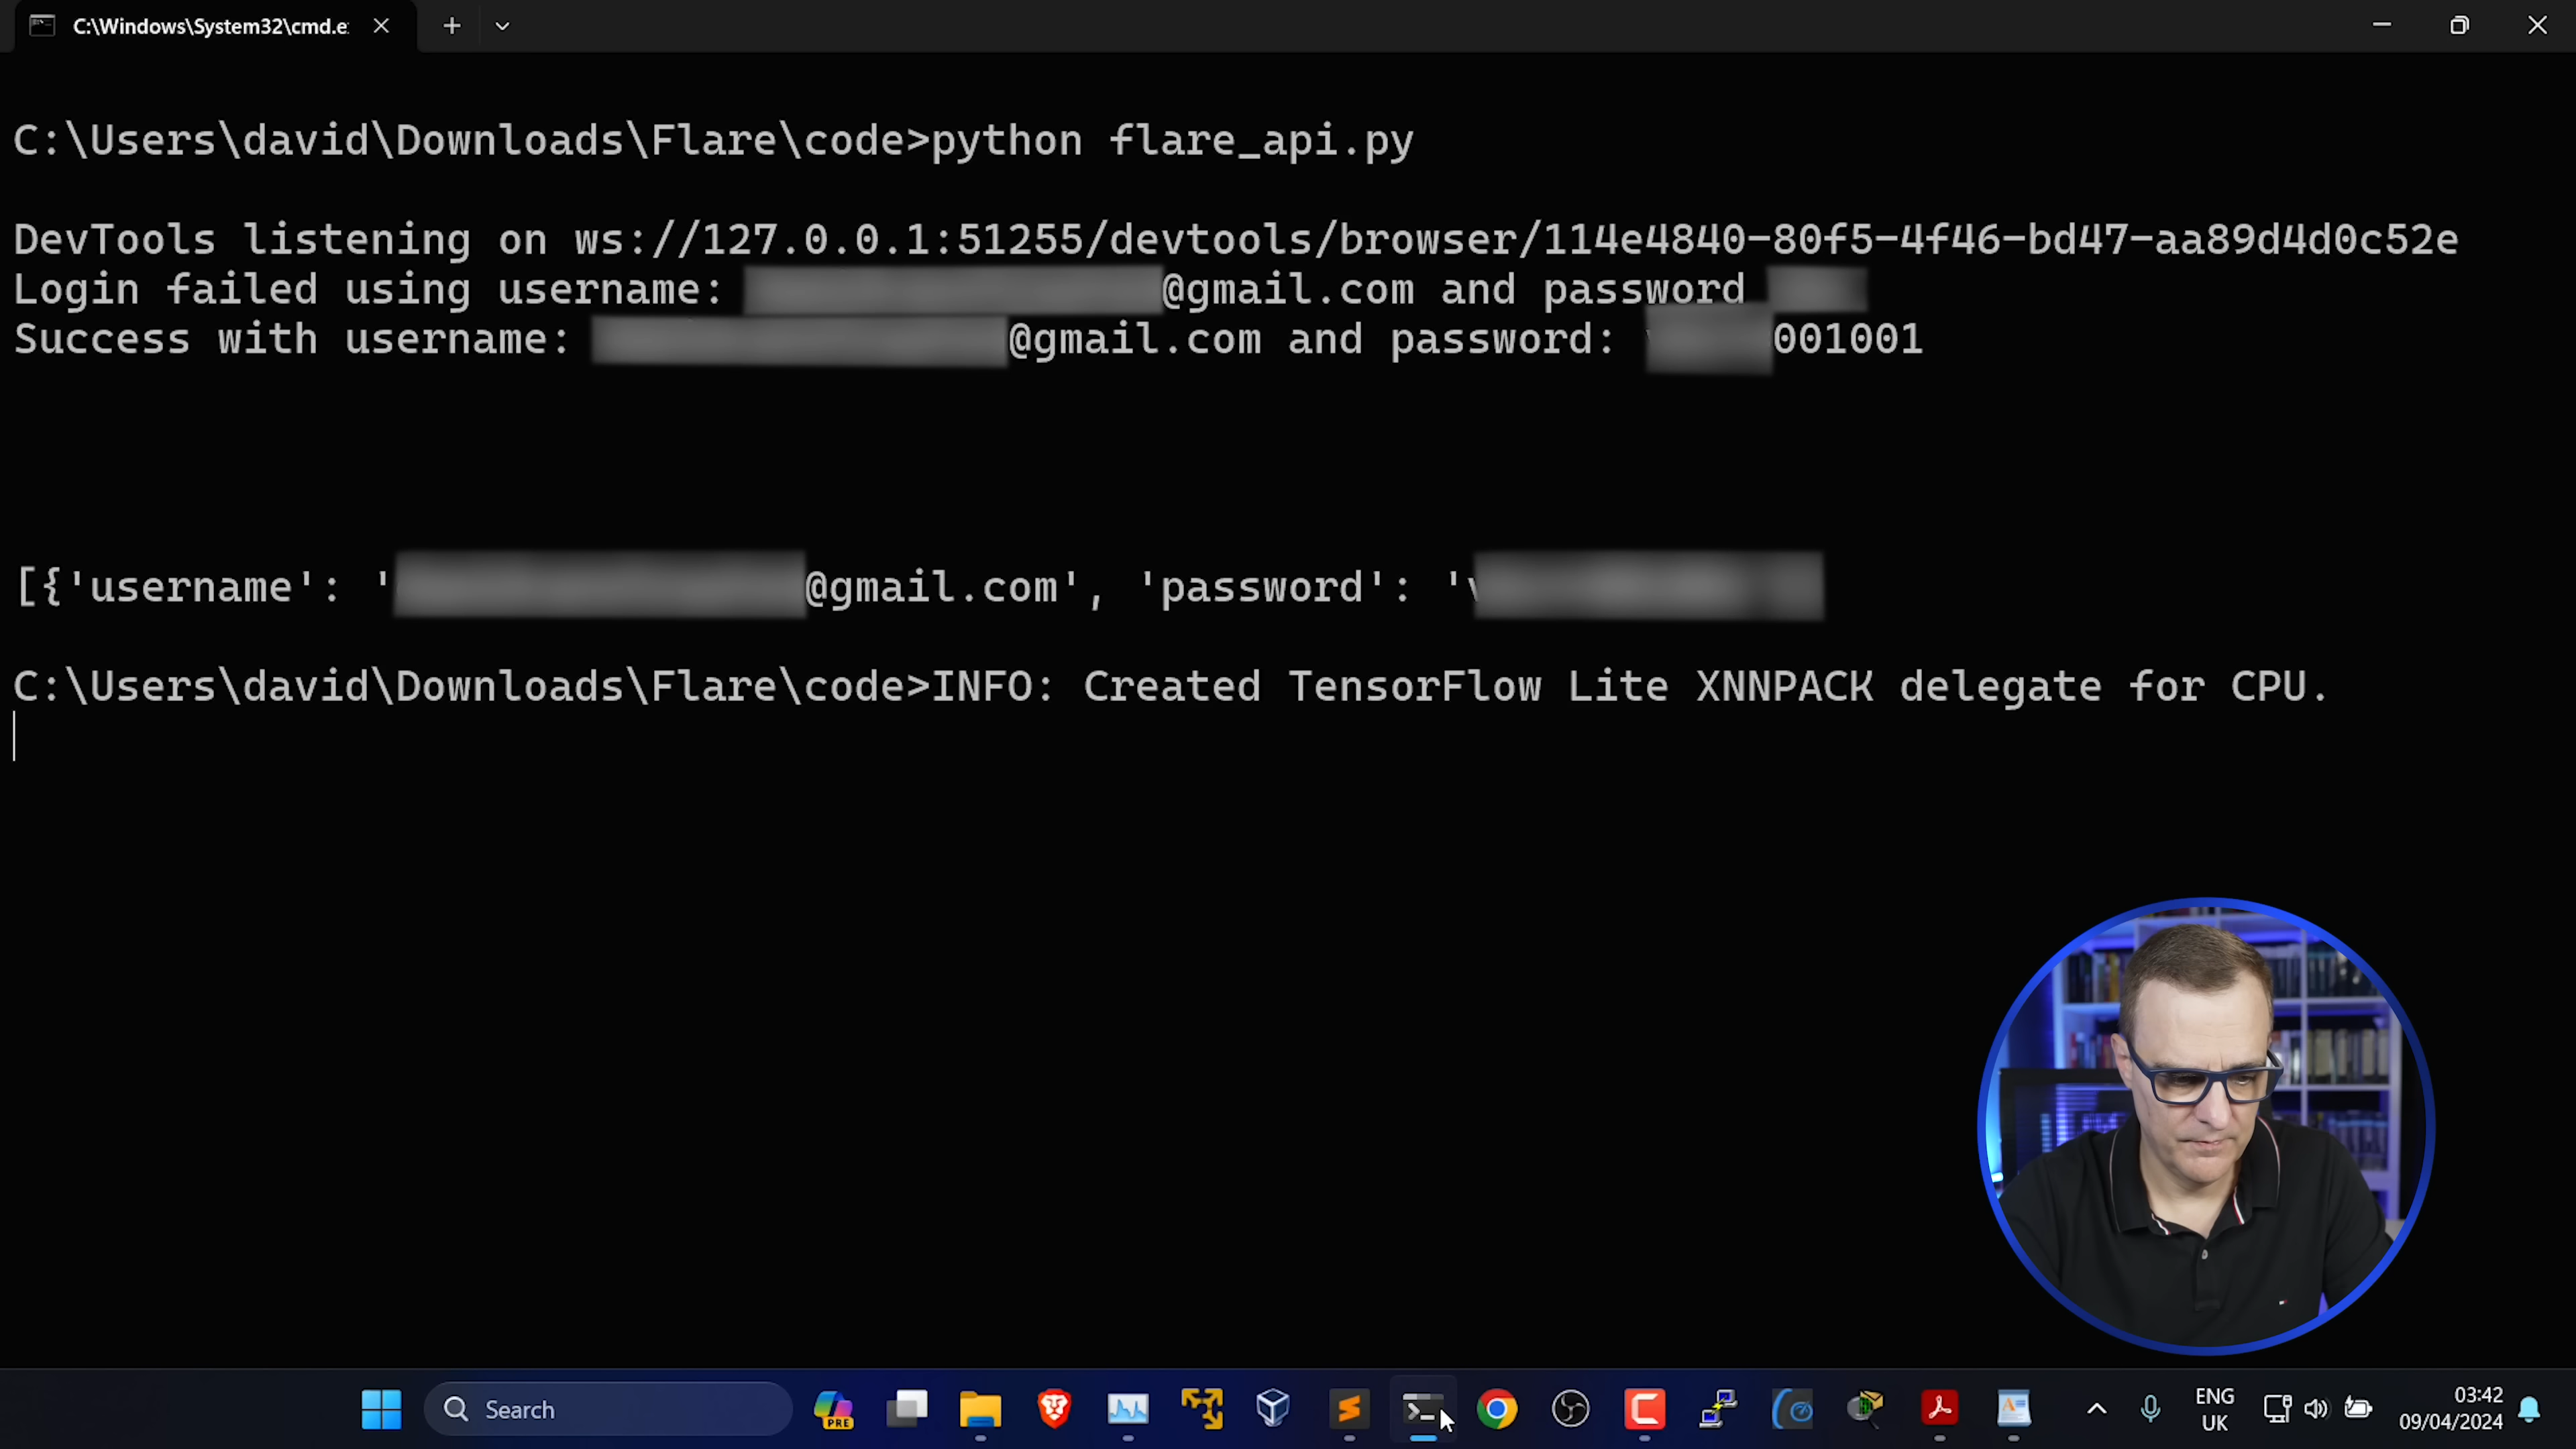 C:\Windows\System32\cmd.e
C:\Users\david\Downloads\Flare\code>python flare_api.py
DevTools listening on ws://127.0.0.1:51255/devtools/browser/114e4840-80f5-4f46-bd47-aa89d4d0c52e
Login failed using username: @gmail.com and password
Success with username: @gmail.com and password: 001001
[{'username': '@gmail.com', 'password': '
C:\Users\david\Downloads\Flare\code>INFO: Created TensorFlow Lite XNNPACK delegate for CPU.
Search
PRE
ENG
UK
03:42
09/04/2024